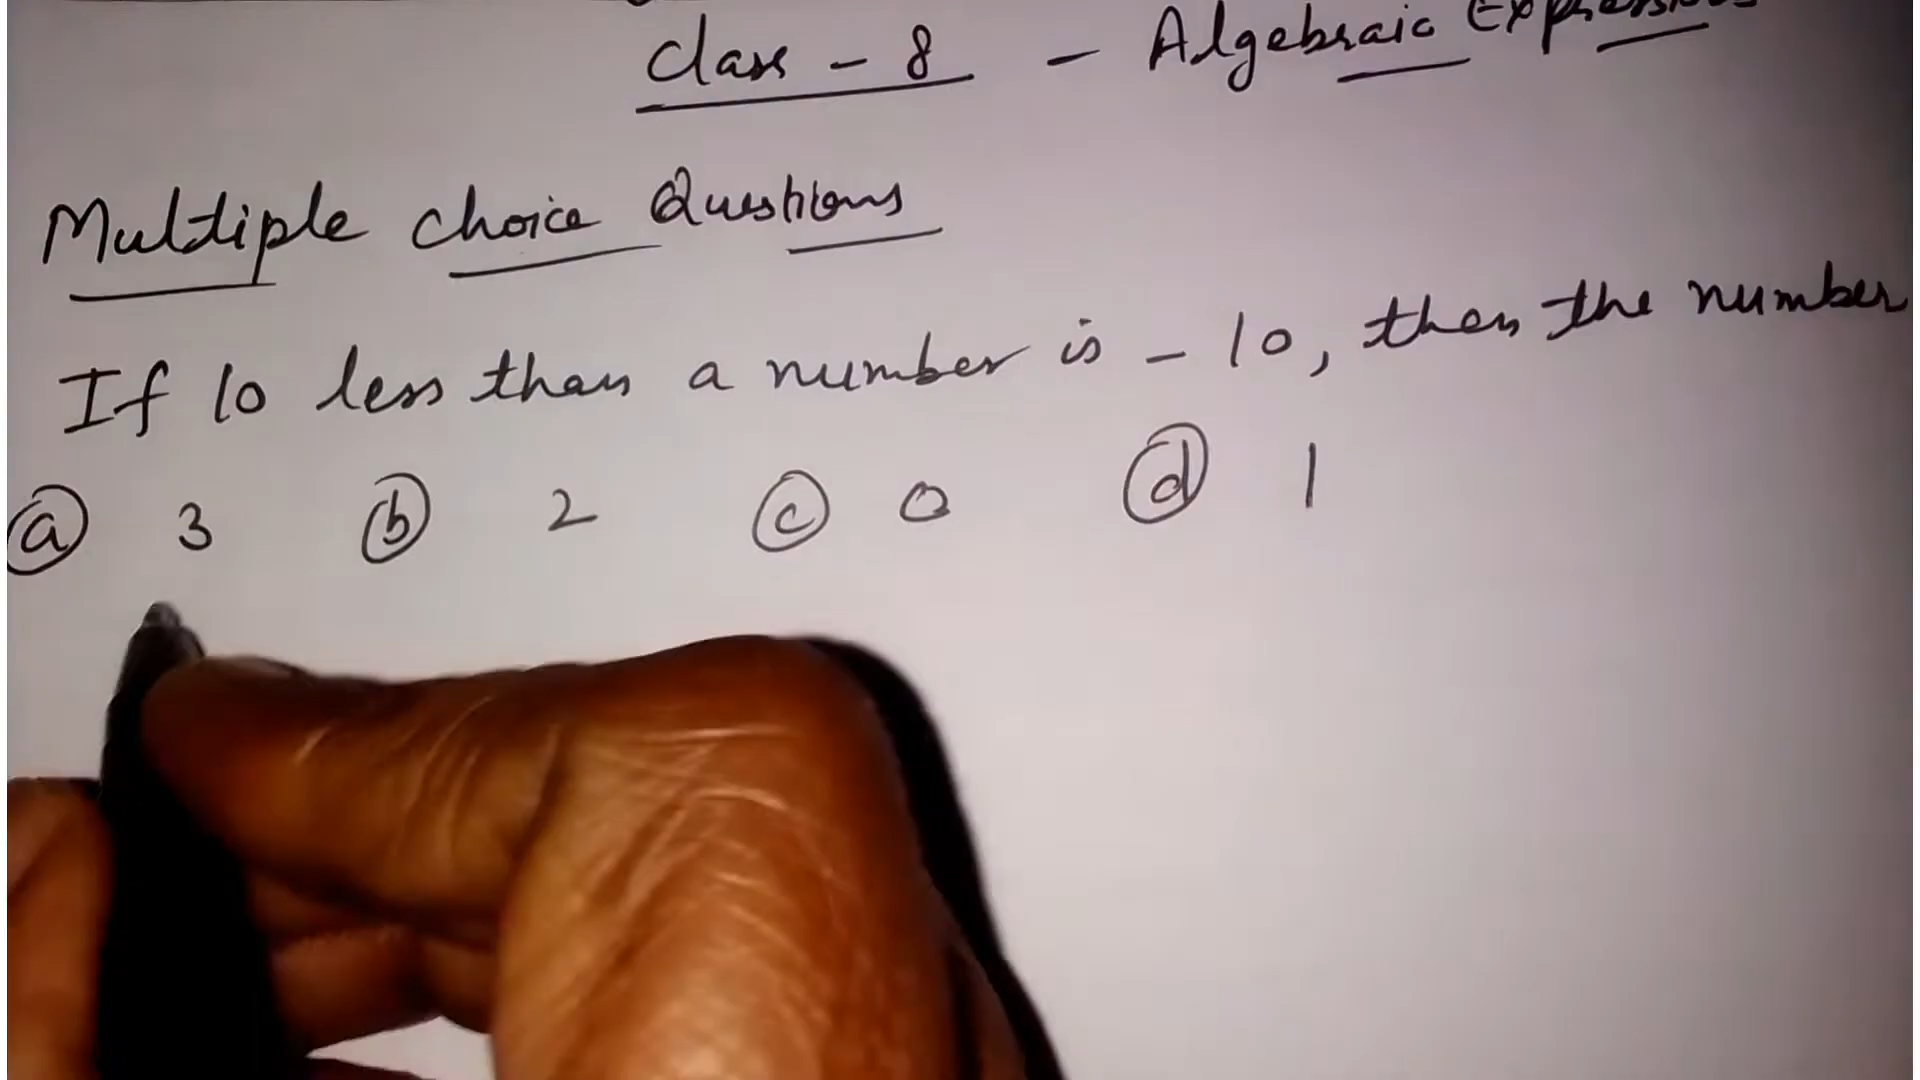 Class - 8 - Algebraic Expressions
Multiple choice Questions
If 10 less than a number is - 10, then the number
(a) 3 (b) 2 (c) 0 (d) 1